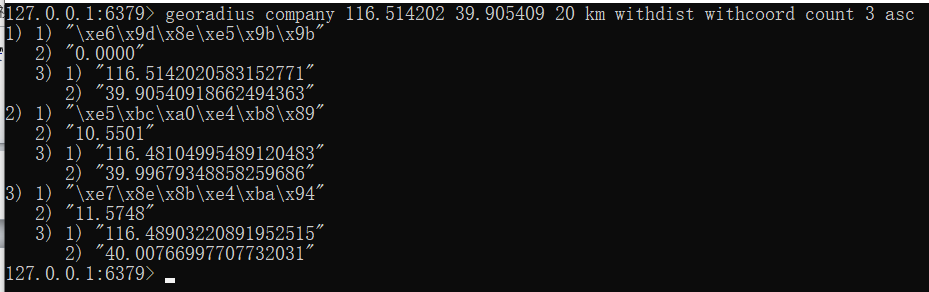 127.0.0.1:6379> georadius company 116.514202 39.905409 20 km withdist withcoord count 3 asc
1) 1) "\xe6\x9d\x8e\xe5\x9b\x9b"
   2) "0.0000"
   3) 1) "116.5142020583152771"
      2) "39.90540918662494363"
2) 1) "\xe5\xbc\xa0\xe4\xb8\x89"
   2) "10.5501"
   3) 1) "116.48104995489120483"
      2) "39.99679348858259686"
3) 1) "\xe7\x8e\x8b\xe4\xba\x94"
   2) "11.5748"
   3) 1) "116.48903220891952515"
      2) "40.00766997707732031"
127.0.0.1:6379>